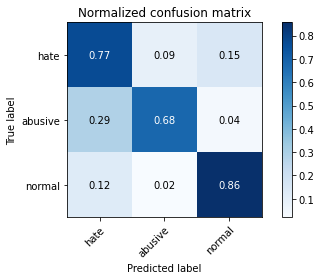 Normalized confusion matrix
True label
hate 0.77 0.09 0.15
abusive 0.29 0.68 0.04
normal 0.12 0.02 0.86
hate abusive normal
Predicted label
0.8
0.7
0.6
0.5
0.4
0.3
0.2
0.1